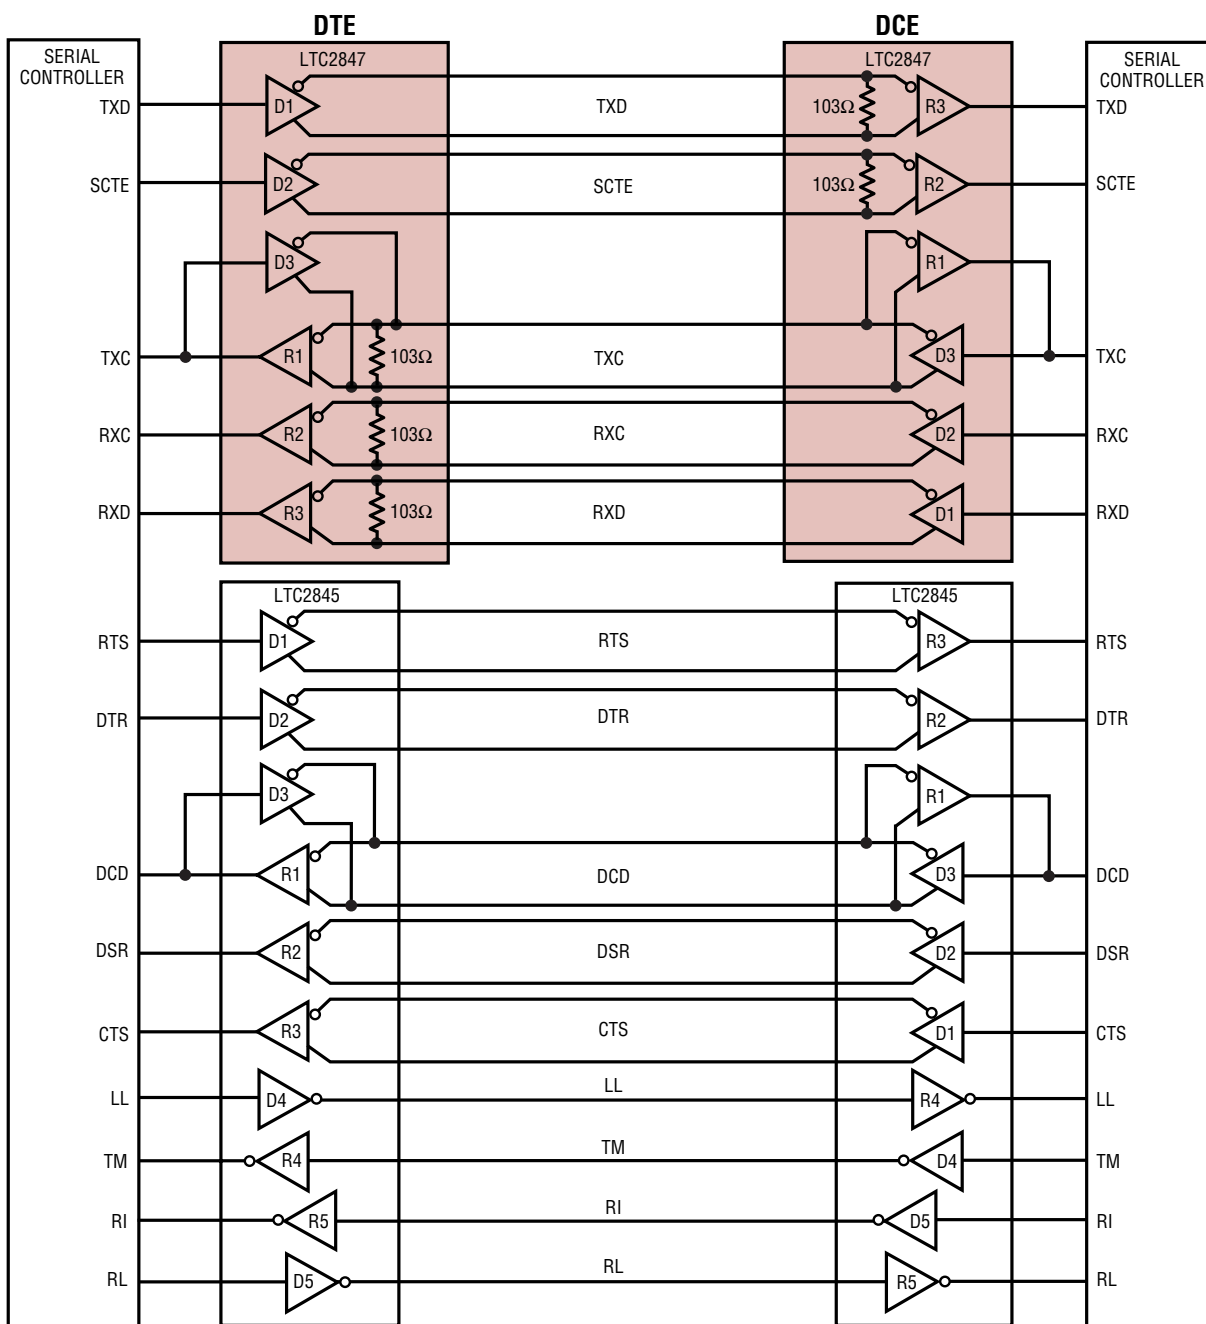 DTE DCE
SERIAL CONTROLLER LTC2847 LTC2847 SERIAL CONTROLLER
TXD D1 TXD 103Ω R3 TXD
SCTE D2 SCTE 103Ω R2 SCTE
D3 R1
TXC R1 103Ω TXC D3 TXC
RXC R2 103Ω RXC D2 RXC
RXD R3 103Ω RXD D1 RXD
LTC2845 LTC2845
RTS D1 RTS R3 RTS
DTR D2 DTR R2 DTR
D3 R1
DCD R1 DCD D3 DCD
DSR R2 DSR D2 DSR
CTS R3 CTS D1 CTS
LL D4 LL R4 LL
TM R4 TM D4 TM
RI R5 RI D5 RI
RL D5 RL R5 RL